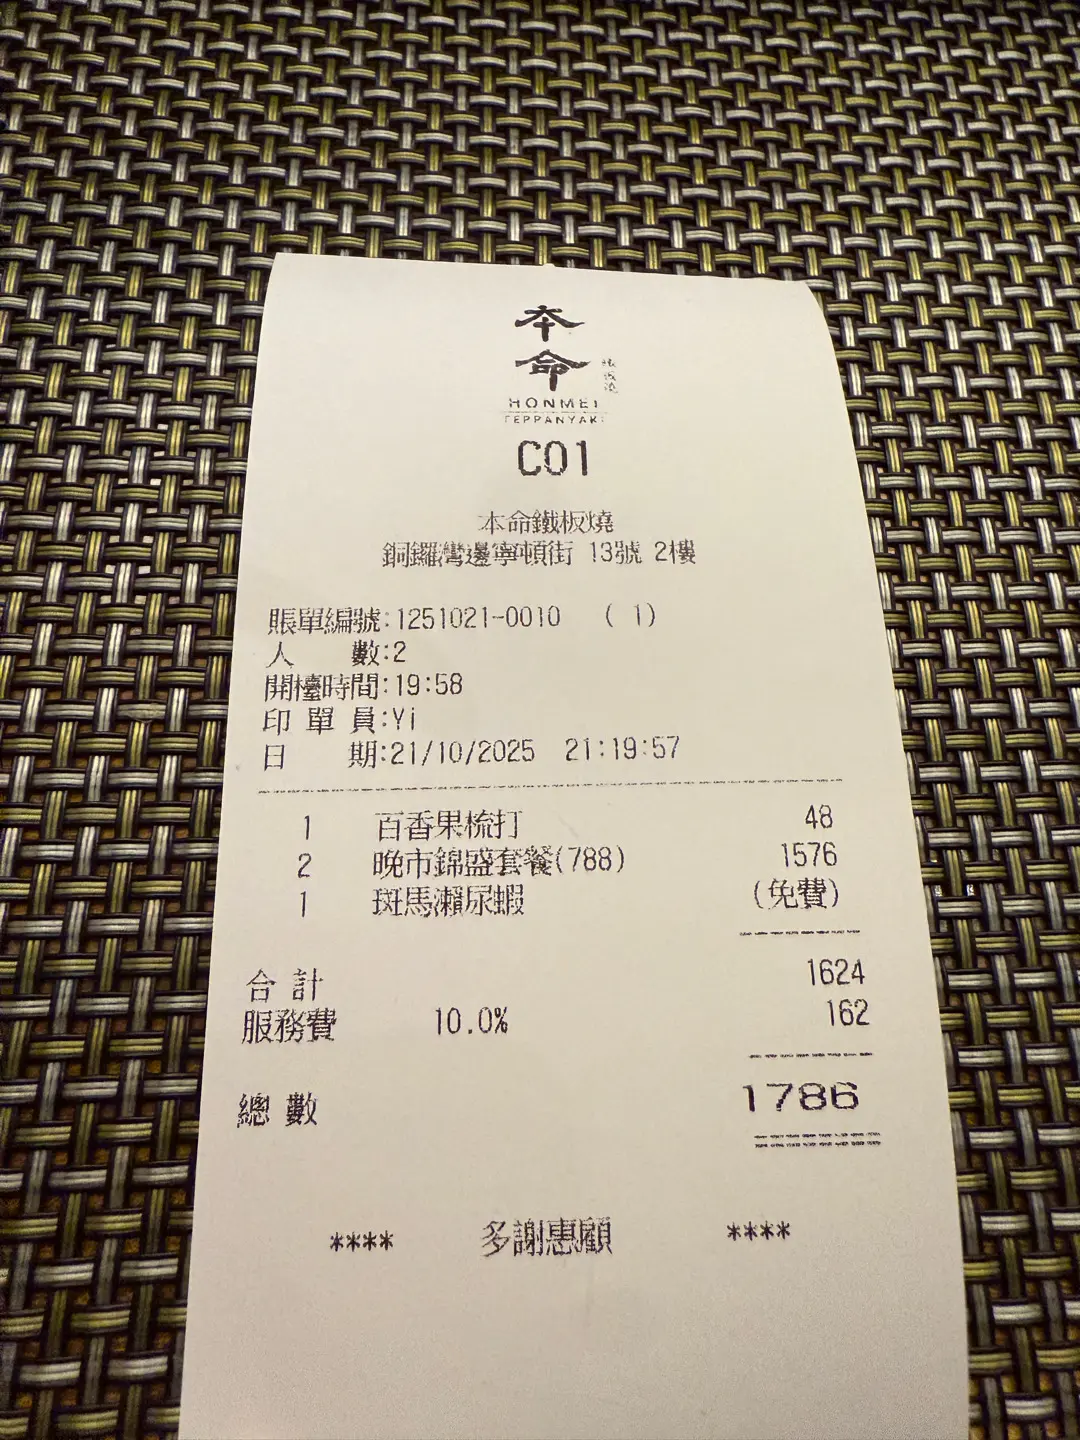 本
命
鐵板燒
HONMEI
TEPPANYAKI
C01
本命鐵板燒
銅鑼灣邊寧頓街 13號 2樓
賬單編號:1251021-0010 ( 1)
人 數:2
開檯時間:19:58
印 單 員:Yi
日 期:21/10/2025 21:19:57
1 百香果梳打 48
2 晚市錦盛套餐(788) 1576
1 斑馬瀨尿蝦 (免費)
合 計 1624
服務費 10.0% 162
總 數 1786
**** 多謝惠顧 ****